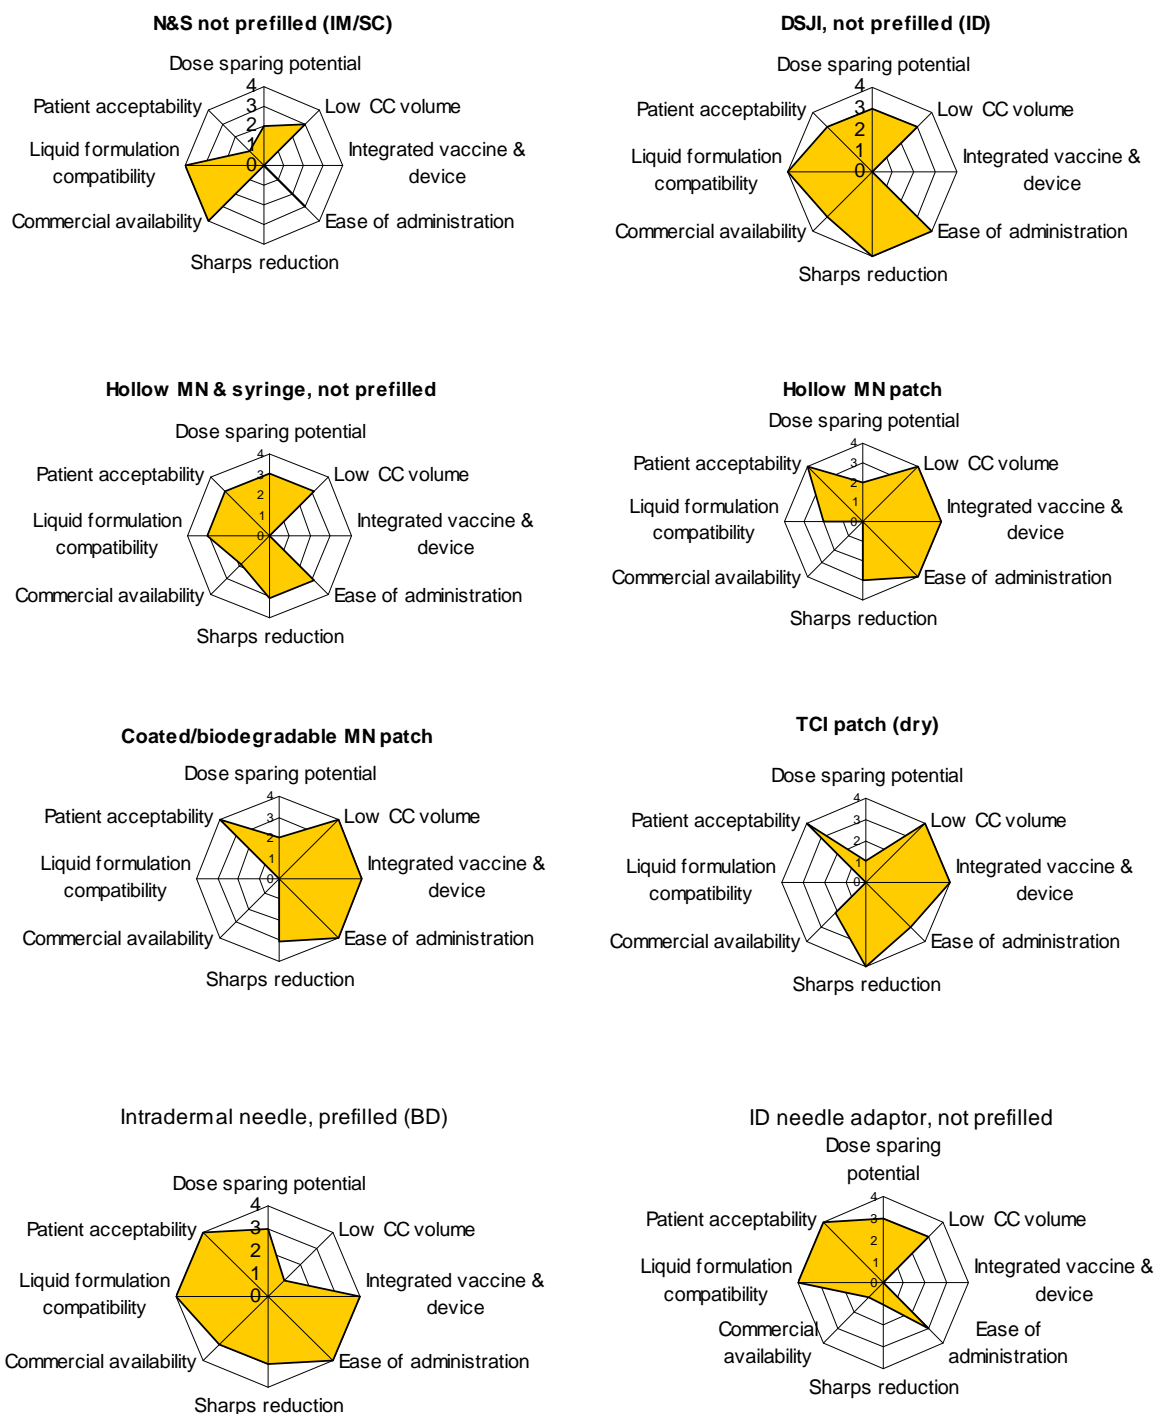 N&S not prefilled (IM/SC)
Dose sparing potential
4
3
2
1
0
Low CC volume
Integrated vaccine &
device
Ease of administration
Sharps reduction
Commercial availability
Liquid formulation
compatibility
Patient acceptability
DSJI, not prefilled (ID)
Dose sparing potential
4
3
2
1
0
Low CC volume
Integrated vaccine &
device
Ease of administration
Sharps reduction
Commercial availability
Liquid formulation
compatibility
Patient acceptability
Hollow MN & syringe, not prefilled
Dose sparing potential
4
3
2
1
0
Low CC volume
Integrated vaccine &
device
Ease of administration
Sharps reduction
Commercial availability
Liquid formulation
compatibility
Patient acceptability
Hollow MN patch
Dose sparing potential
4
3
2
1
0
Low CC volume
Integrated vaccine &
device
Ease of administration
Sharps reduction
Commercial availability
Liquid formulation
compatibility
Patient acceptability
Coated/biodegradable MN patch
Dose sparing potential
4
3
2
1
0
Low CC volume
Integrated vaccine &
device
Ease of administration
Sharps reduction
Commercial availability
Liquid formulation
compatibility
Patient acceptability
TCI patch (dry)
Dose sparing potential
4
3
2
1
0
Low CC volume
Integrated vaccine &
device
Ease of administration
Sharps reduction
Commercial availability
Liquid formulation
compatibility
Patient acceptability
Intradermal needle, prefilled (BD)
Dose sparing potential
4
3
2
1
0
Low CC volume
Integrated vaccine &
device
Ease of administration
Sharps reduction
Commercial availability
Liquid formulation
compatibility
Patient acceptability
ID needle adaptor, not prefilled
Dose sparing
potential
4
3
2
1
0
Low CC volume
Integrated vaccine &
device
Ease of
administration
Sharps reduction
Commercial
availability
Liquid formulation
compatibility
Patient acceptability